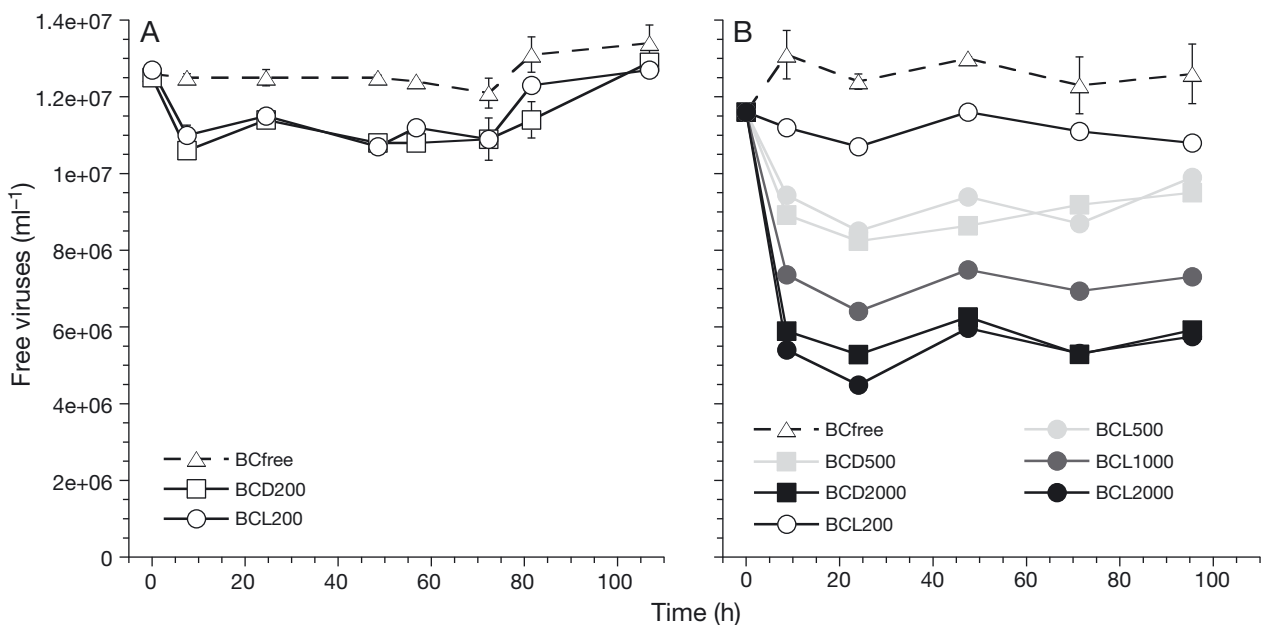 A
B
1.4e+07
1.2e+07
1e+07
8e+06
6e+06
4e+06
2e+06
0
Free viruses (ml⁻¹)
BCfree
BCD200
BCL200
BCfree
BCD500
BCD2000
BCL200
BCL500
BCL1000
BCL2000
0 20 40 60 80 100
0 20 40 60 80 100
Time (h)